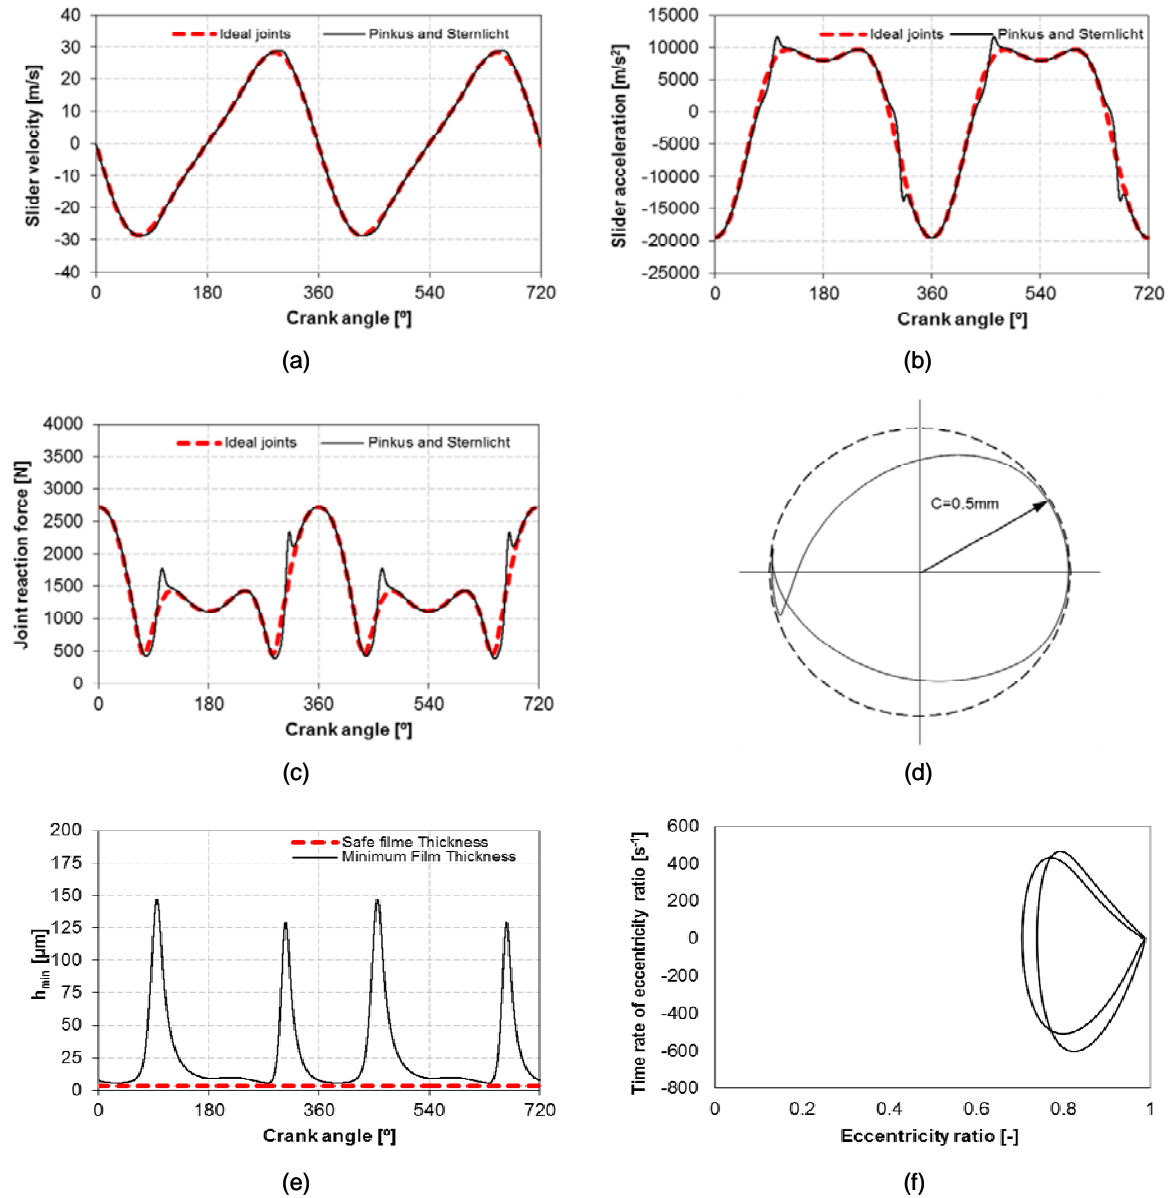 Slider velocity [m/s]
40
30
20
10
0
-10
-20
-30
-40
Ideal joints
Pinkus and Sternlicht
0
180
360
540
720
Crank angle [º]
(a)
Slider acceleration [m/s²]
15000
10000
5000
0
-5000
-10000
-15000
-20000
-25000
Ideal joints
Pinkus and Sternlicht
0
180
360
540
720
Crank angle [º]
(b)
Joint reaction force [N]
4000
3500
3000
2500
2000
1500
1000
500
0
Ideal joints
Pinkus and Sternlicht
0
180
360
540
720
Crank angle [º]
(c)
C=0.5mm
(d)
hmin [µm]
200
175
150
125
100
75
50
25
0
Safe filme Thickness
Minimum Film Thickness
0
180
360
540
720
Crank angle [º]
(e)
Time rate of eccentricity ratio [s-1]
600
400
200
0
-200
-400
-600
-800
0
0.2
0.4
0.6
0.8
1
Eccentricity ratio [-]
(f)